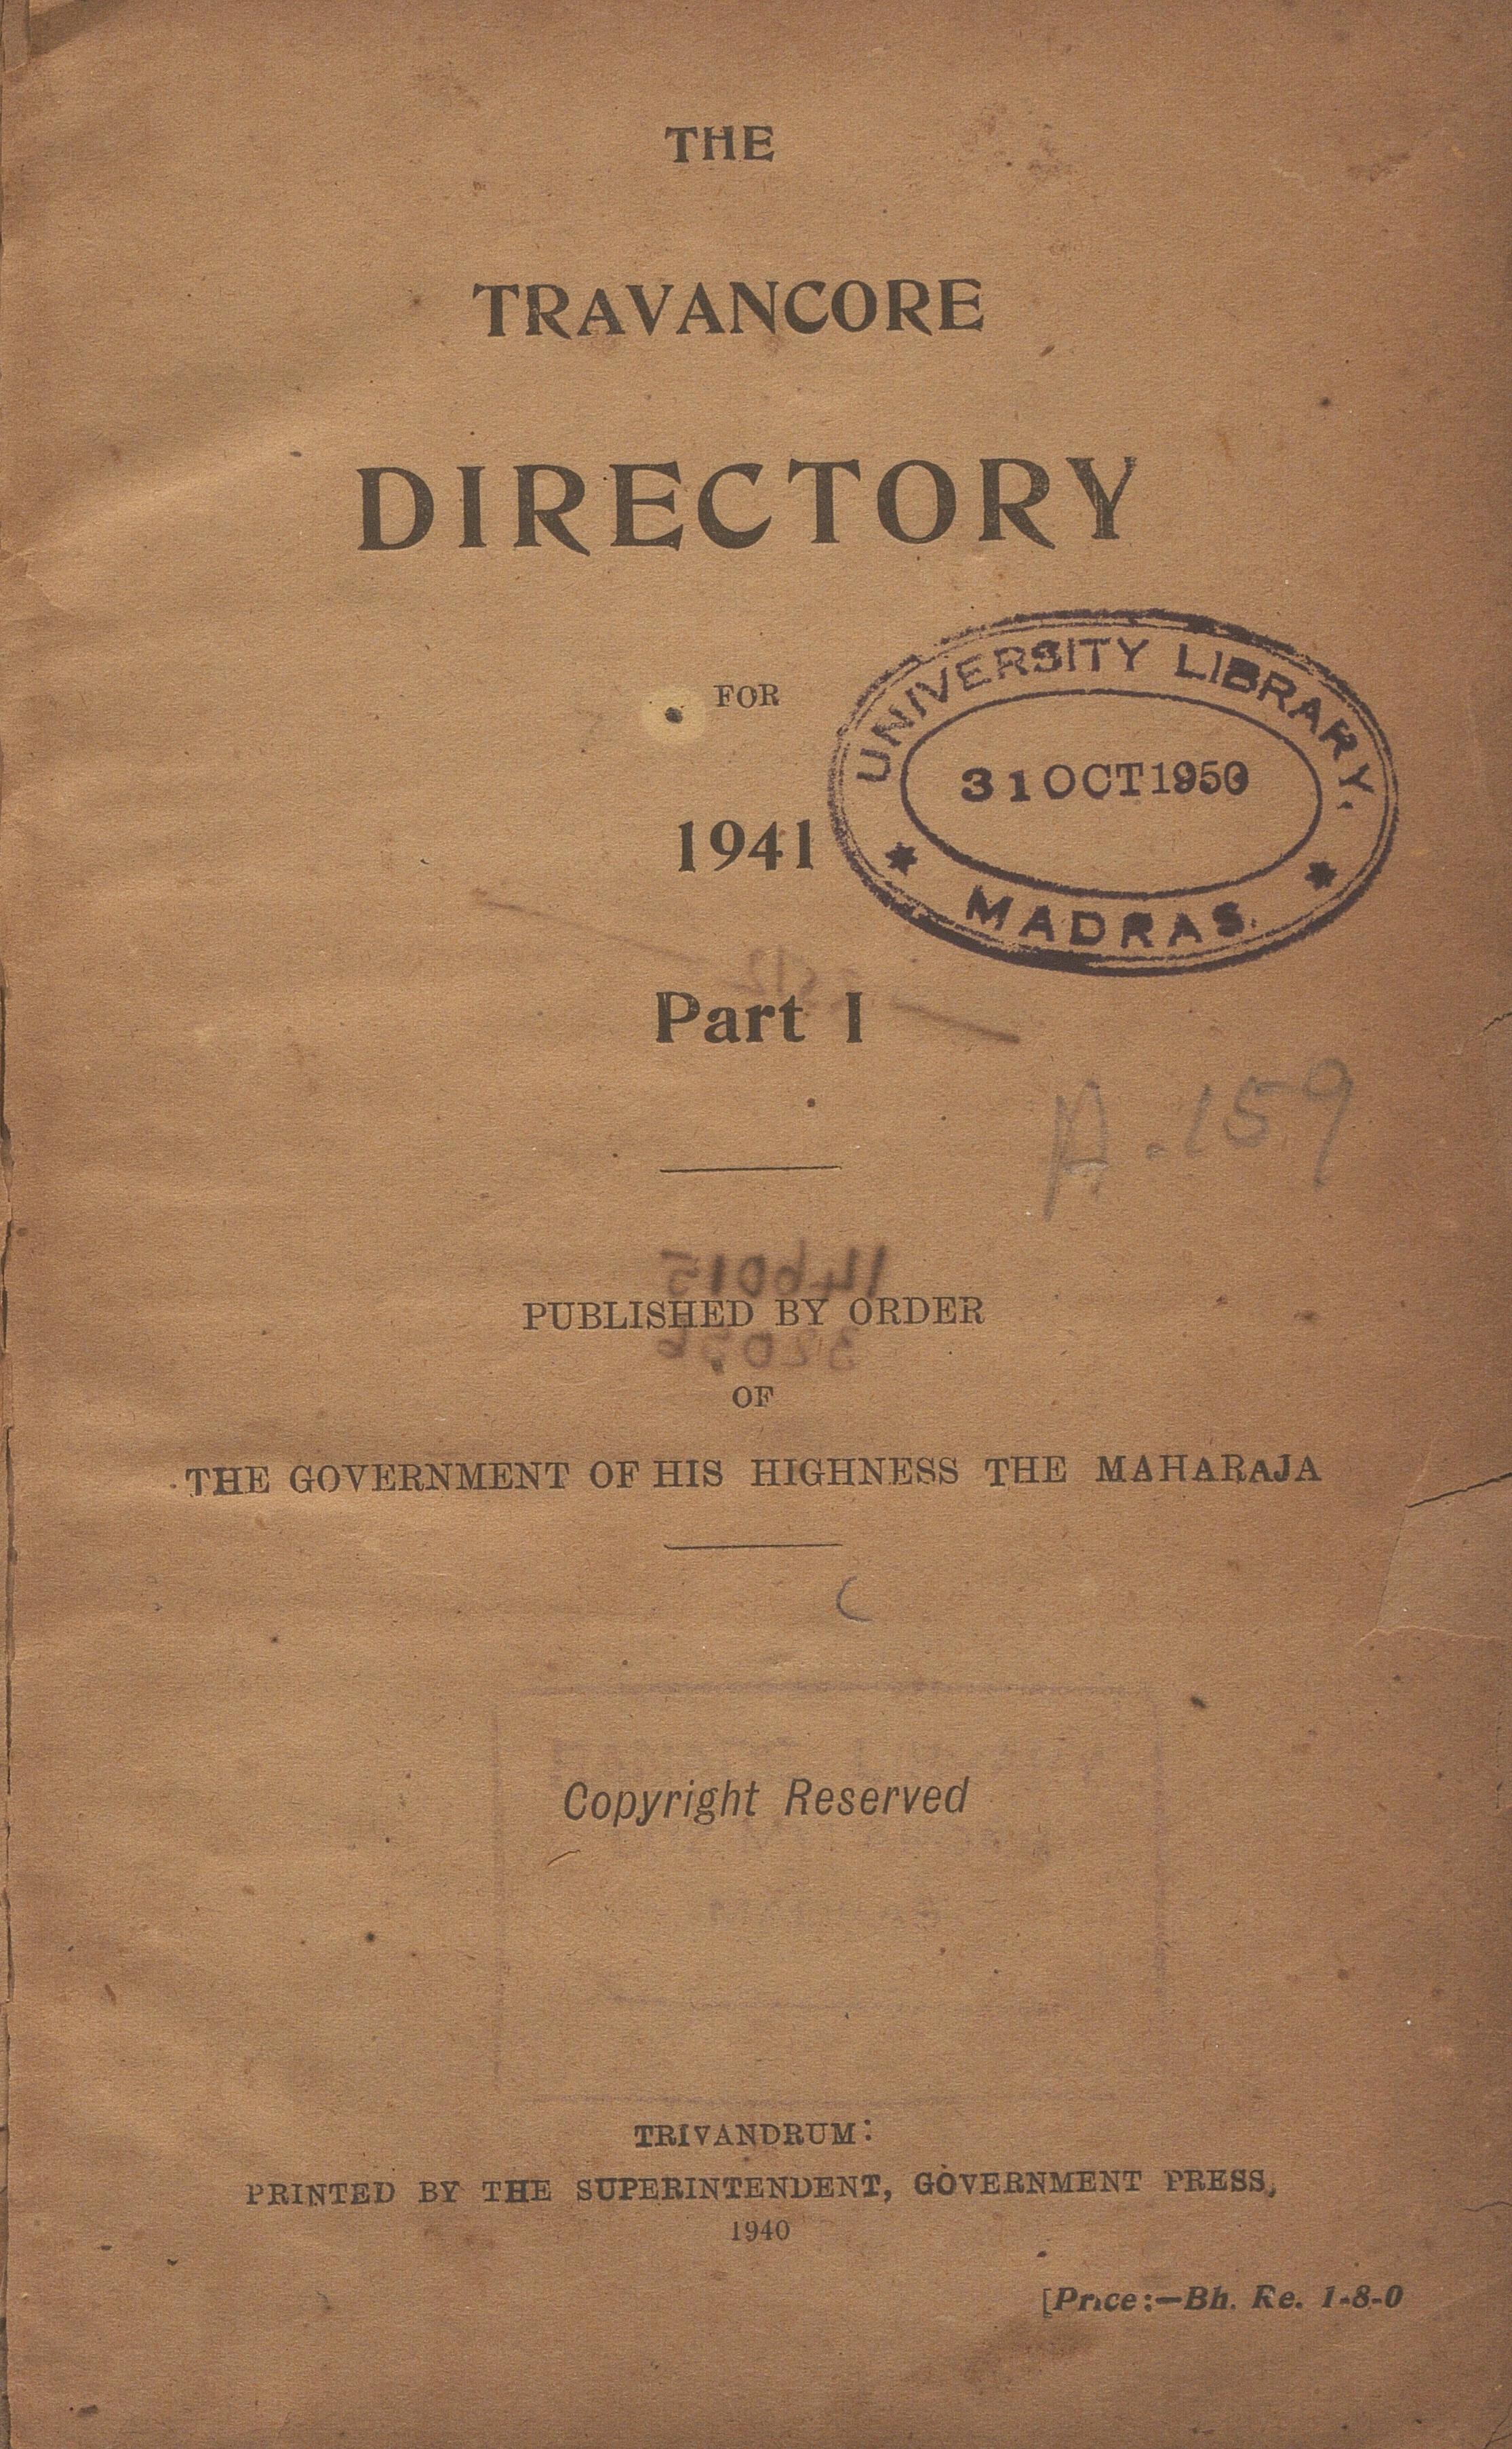 THE
TRAVANCORE
DIRECTORY
FOR
UNIVERSITY LIBRARY.
31 OCT 1950
MADRAS.
1941
Part I
A.159
146015
PUBLISHED BY ORDER
32056
OF
THE GOVERNMENT OF HIS HIGHNESS THE MAHARAJA
Copyright Reserved
TRIVANDRUM:
PRINTED BY THE SUPERINTENDENT, GOVERNMENT PRESS,
1940
[Price:—Bh. Re. 1-8-0